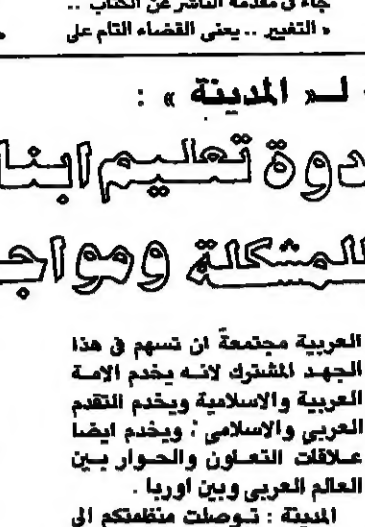 جاء في مقدمة الناشر عن الكتاب ..
« التغيير .. يعنى القضاء التام على
لـ « المدينة » :
دوة تعليم ابنا
للمشكلة ومواج
العربية مجتمعةً ان تسهم في هذا
الجهد المشترك لانه يخدم الامة
العربية والاسلامية ويخدم التقدم
العربي والاسلامي ، ويخدم ايضا
علاقات التعاون والحوار بين
العالم العربي وبين اوربا .
المدينة : توصلت منظمتكم الى